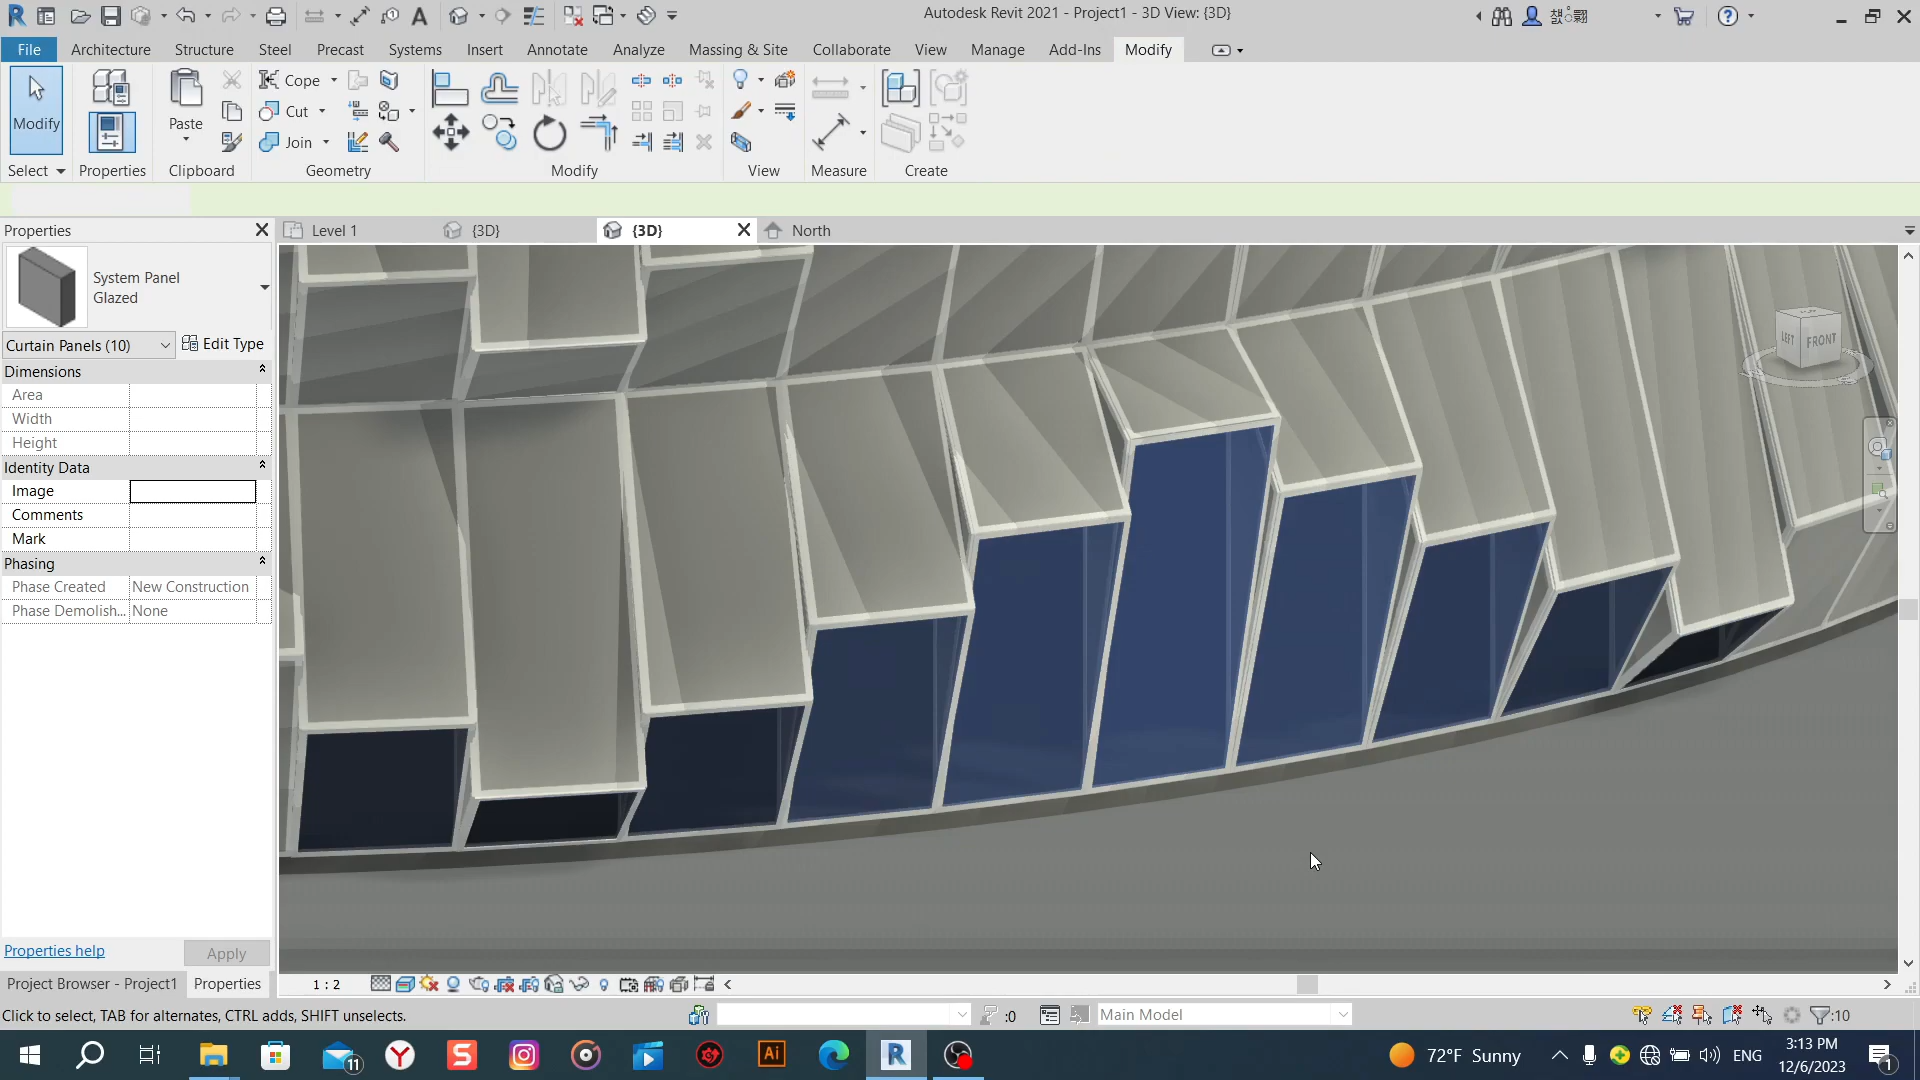 Autodesk Revit 2021 - Project1 - 3D View: {3D}
File Architecture Structure Steel Precast Systems Insert Annotate Analyze Massing & Site Collaborate View Manage Add-Ins Modify
Modify Paste Cope
Cut
Join
Select Properties Clipboard Geometry Modify View Measure Create
Properties Level 1 {3D} {3D} North
System Panel
Glazed
Curtain Panels (10) Edit Type
Dimensions
Area
Width
Height
Identity Data
Image
Comments
Mark
Phasing
Phase Created New Construction
Phase Demolish... None
LEFT FRONT
Properties help Apply
Project Browser - Project1 Properties 1 : 2
Click to select, TAB for alternates, CTRL adds, SHIFT unselects. :0 Main Model :10
11 72°F Sunny ENG 3:13 PM
12/6/2023 1